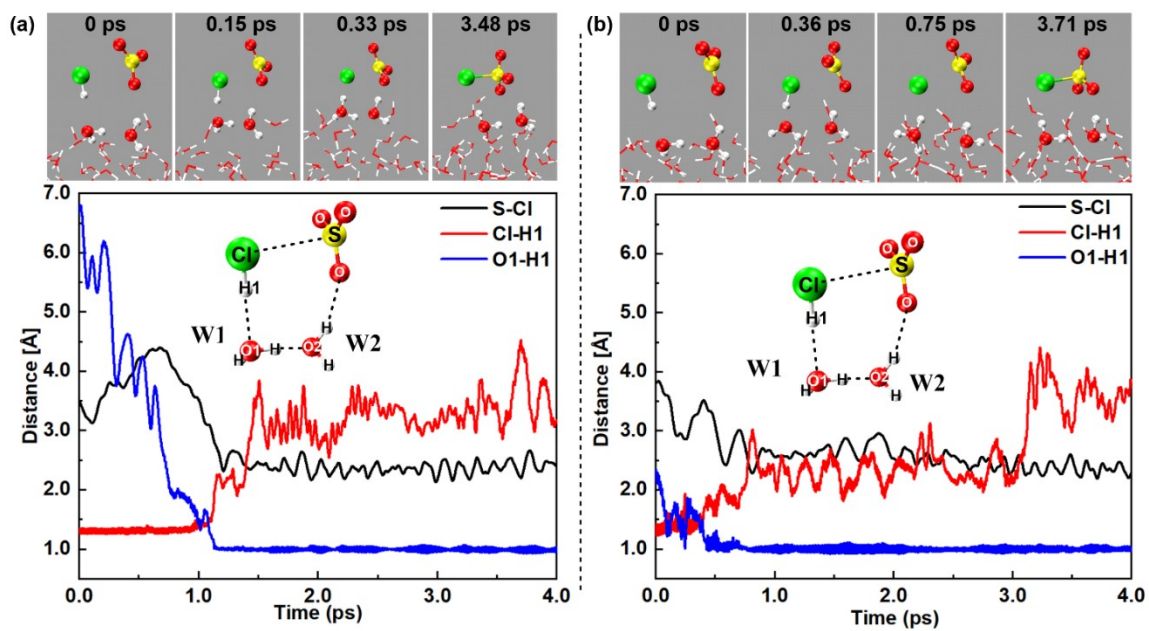 (a)
0 ps
0.15 ps
0.33 ps
3.48 ps
7.0
6.0
5.0
4.0
3.0
2.0
1.0
Distance [Å]
S-Cl
Cl-H1
O1-H1
O
O
S
Cl
O
H1
W1
W2
H
O1
H
O2
H
H
0.0
1.0
2.0
3.0
4.0
Time (ps)
(b)
0 ps
0.36 ps
0.75 ps
3.71 ps
7.0
6.0
5.0
4.0
3.0
2.0
1.0
Distance [Å]
S-Cl
Cl-H1
O1-H1
O
O
S
Cl
O
H1
W1
W2
H
O1
H
O2
H
H
0.0
1.0
2.0
3.0
4.0
Time (ps)